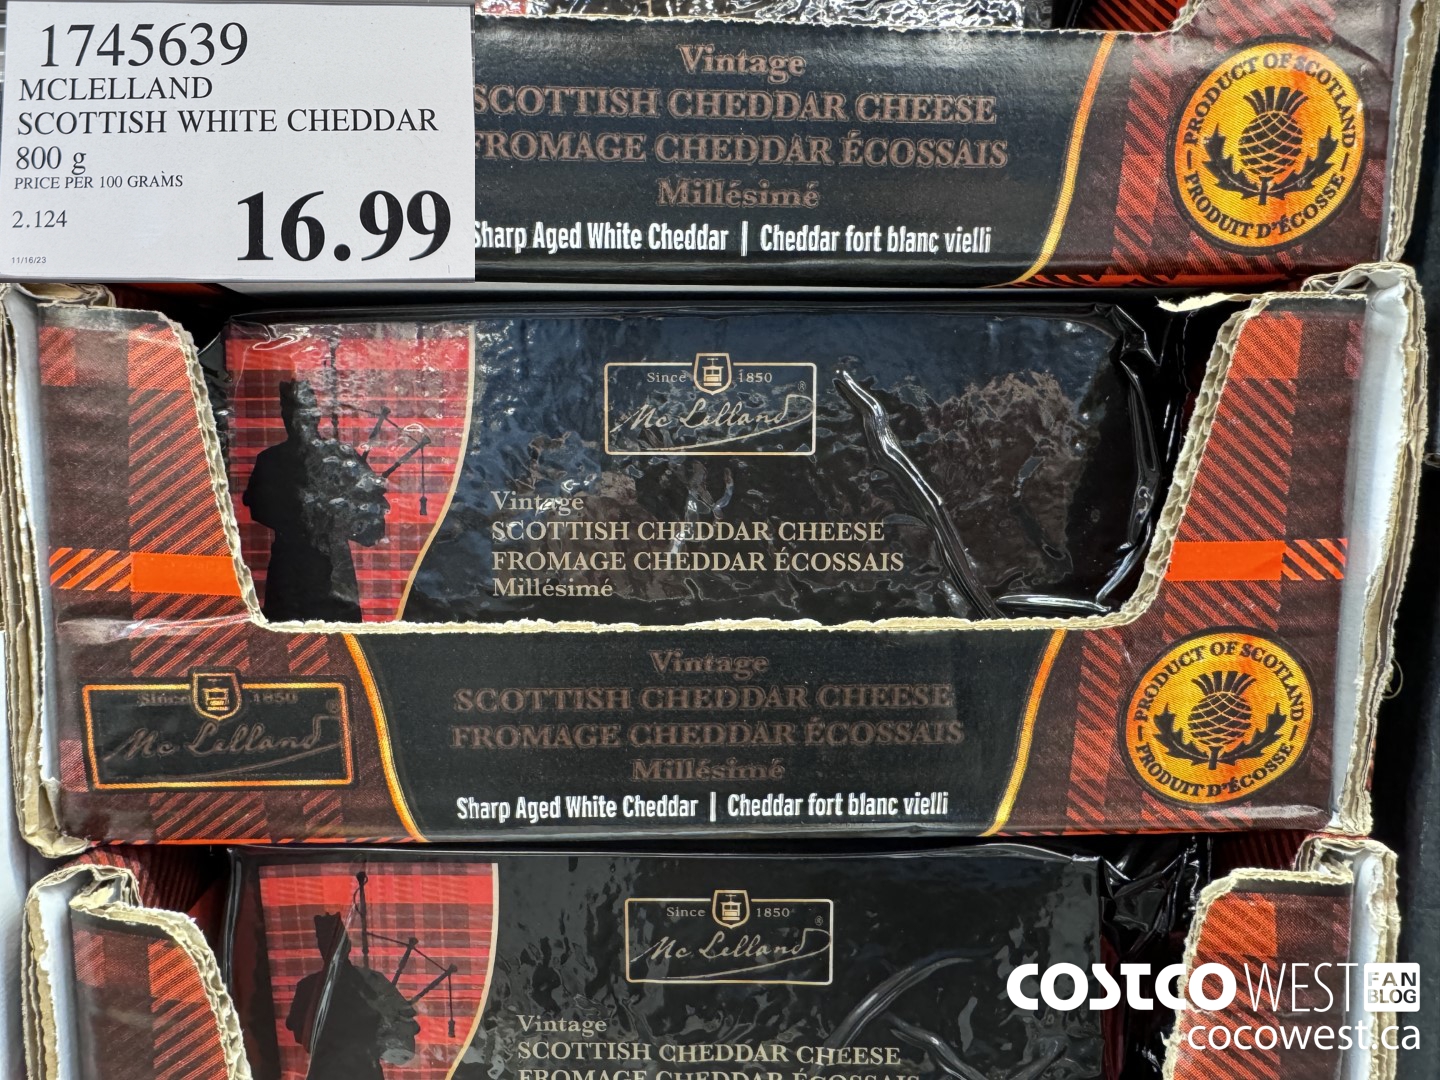 1745639
MCLELLAND
SCOTTISH WHITE CHEDDAR
800 g
PRICE PER 100 GRAMS
2.124
16.99
11/16/23
Vintage
SCOTTISH CHEDDAR CHEESE
FROMAGE CHEDDAR ÉCOSSAIS
Millésimé
Sharp Aged White Cheddar | Cheddar fort blanc vielli
PRODUCT OF SCOTLAND
PRODUIT D'ÉCOSSE
Since 1850
Mc Lelland ®
Vintage
SCOTTISH CHEDDAR CHEESE
FROMAGE CHEDDAR ÉCOSSAIS
Millésimé
Since 1850
Mc Lelland ®
Vintage
SCOTTISH CHEDDAR CHEESE
FROMAGE CHEDDAR ÉCOSSAIS
Millésimé
Sharp Aged White Cheddar | Cheddar fort blanc vielli
PRODUCT OF SCOTLAND
PRODUIT D'ÉCOSSE
Since 1850
Mc Lelland ®
Vintage
SCOTTISH CHEDDAR CHEESE
FROMAGE CHEDDAR ÉCOSSAIS
COSTCO WEST FAN BLOG
cocowest.ca